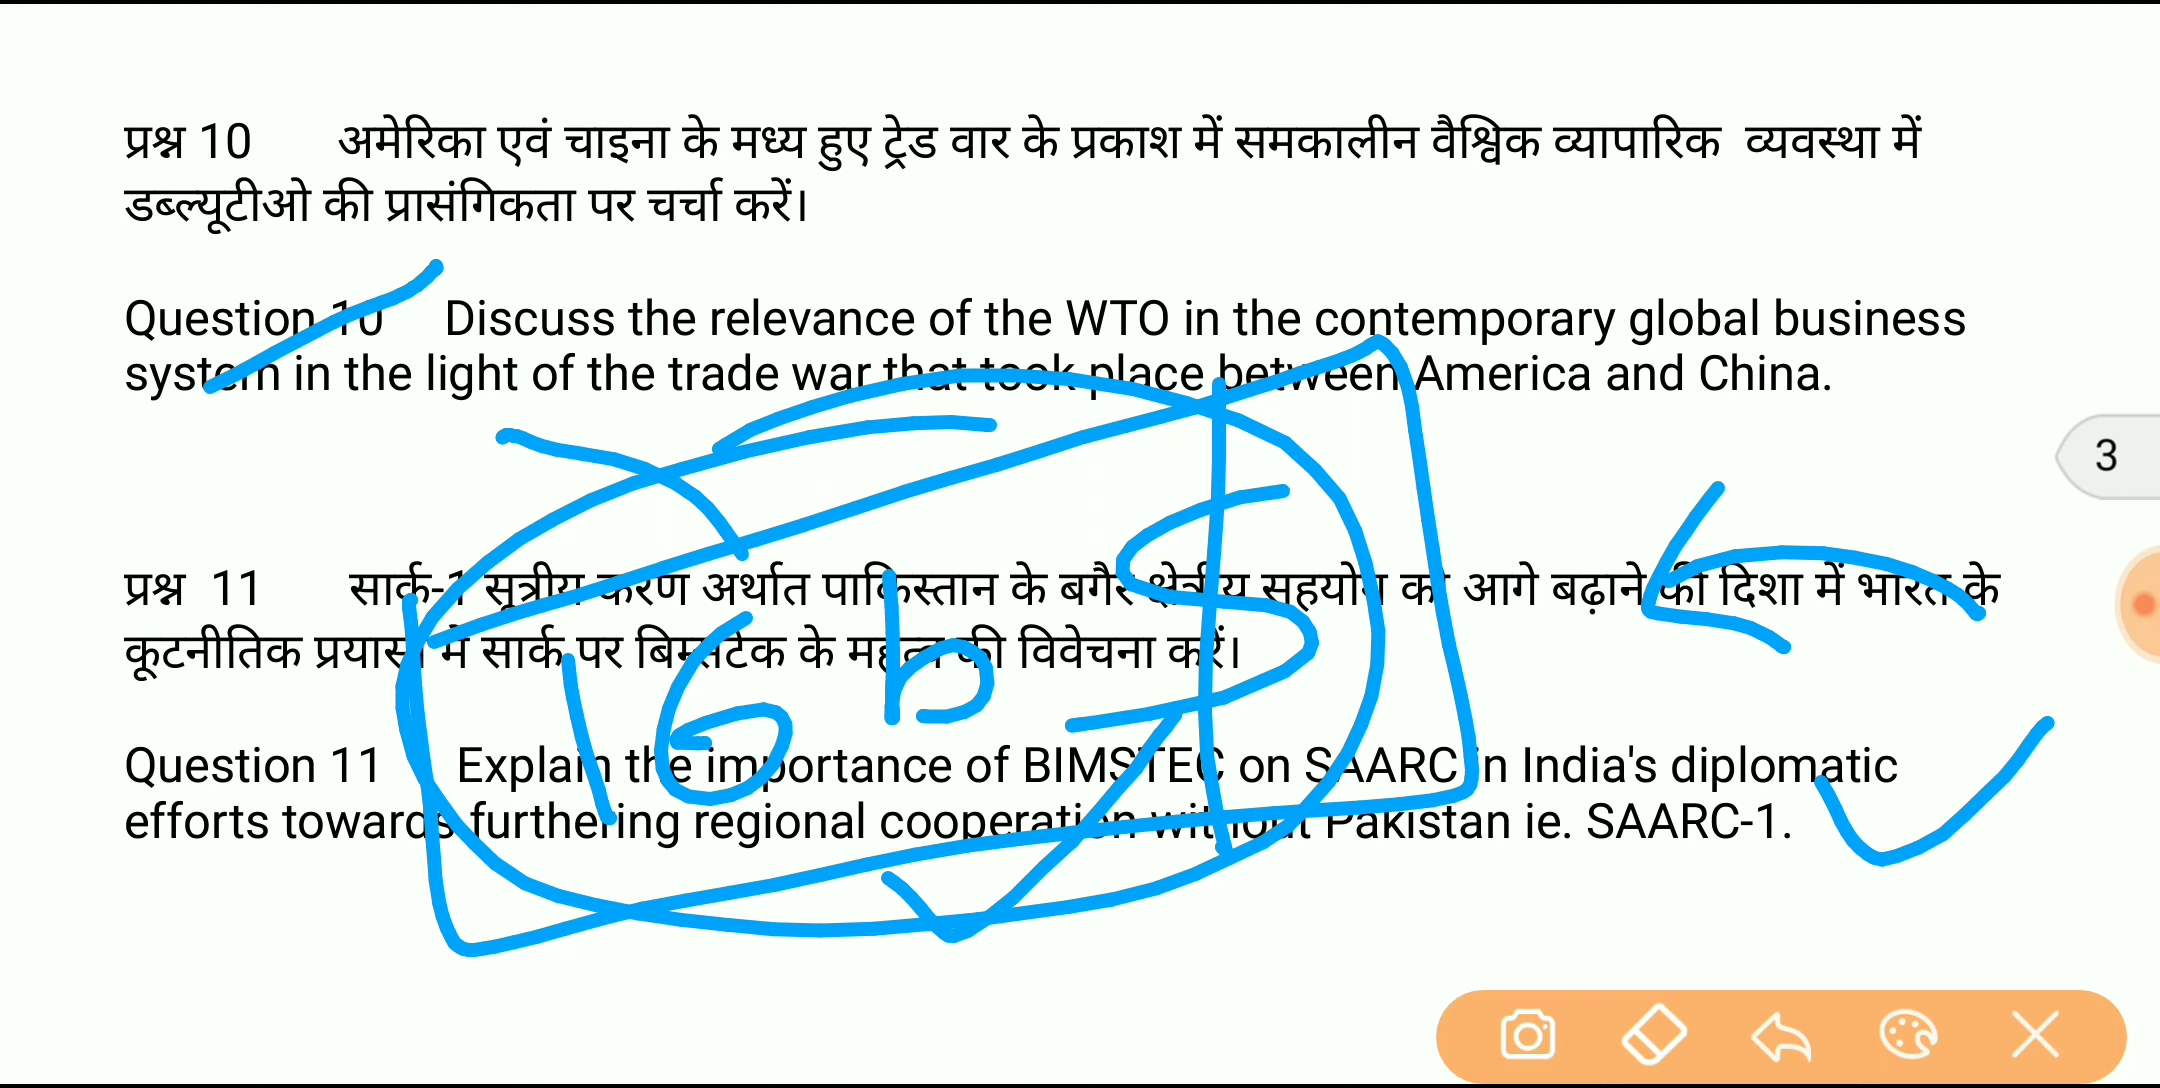 प्रश्न 10 अमेरिका एवं चाइना के मध्य हुए ट्रेड वार के प्रकाश में समकालीन वैश्विक व्यापारिक व्यवस्था में
डब्ल्यूटीओ की प्रासंगिकता पर चर्चा करें।
Question 10 Discuss the relevance of the WTO in the contemporary global business
system in the light of the trade war that took place between America and China.
3
प्रश्न 11 सार्क-1 सूत्रीय करण अर्थात पाकिस्तान के बगैर क्षेत्रीय सहयोग को आगे बढ़ाने की दिशा में भारत के
कूटनीतिक प्रयासों में सार्क पर बिम्सटेक के महत्व की विवेचना करें।
16 b $
Question 11 Explain the importance of BIMSTEC on SAARC in India's diplomatic
efforts towards furthering regional cooperation without Pakistan ie. SAARC-1.